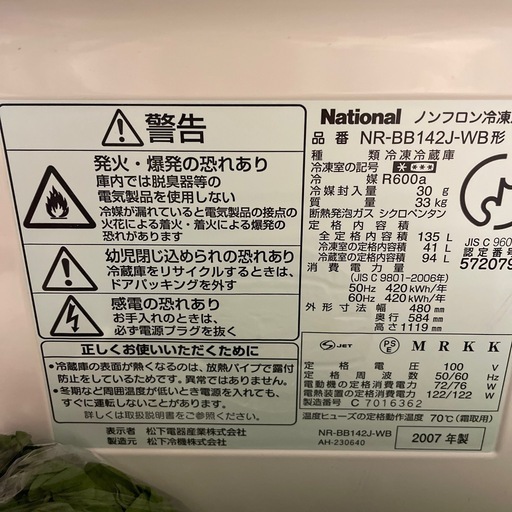 警告
発火・爆発の恐れあり
庫内では脱臭器等の
電気製品を使用しない
冷媒が漏れていると電気製品の接点の
火花による着火・着火による爆発の
恐れがあります
幼児閉じ込められの恐れあり
冷蔵庫をリサイクルするときは、
ドアパッキングを外す
感電の恐れあり
お手入れのときは、
必ず電源プラグを抜く
正しくお使いいただくために
•冷蔵庫の表面が熱くなるのは、放熱パイプで露付
防止をしているためです。異常ではありません。
•冬期など周囲温度が低いときは、電源を入れても、
すぐに運転しないことがあります。
詳しくは取扱説明書をご参照ください。
表示者 松下電器産業株式会社
製造元 松下冷機株式会社
National ノンフロン冷凍
品番 NR-BB142J-WB形
種類 冷凍冷蔵庫
冷凍室の記号
冷媒 R600a
冷媒封入量 30 g
質量 33 kg
断熱発泡ガス シクロペンタン
定格内容積
全定格内容積 135 L
冷凍室の定格内容積 41 L
冷蔵室の定格内容積 94 L
消費電力量
(JIS C 9801-2006年)
50Hz 420 kWh/年
60Hz 420 kWh/年
外形寸法 幅 480 mm
奥行 584 mm
高さ 1119 mm
JIS C 960
認定番号
572079
S JET PSE MRKK
定格電圧 100 V
定格周波数 50/60 Hz
電動機の定格消費電力 72/76 W
電熱装置の定格消費電力 122/122 W
製造番号 C 7016362
温度ヒューズの定格動作温度 70℃(霜取用)
NR-BB142J-WB
AH-230640
2007年製